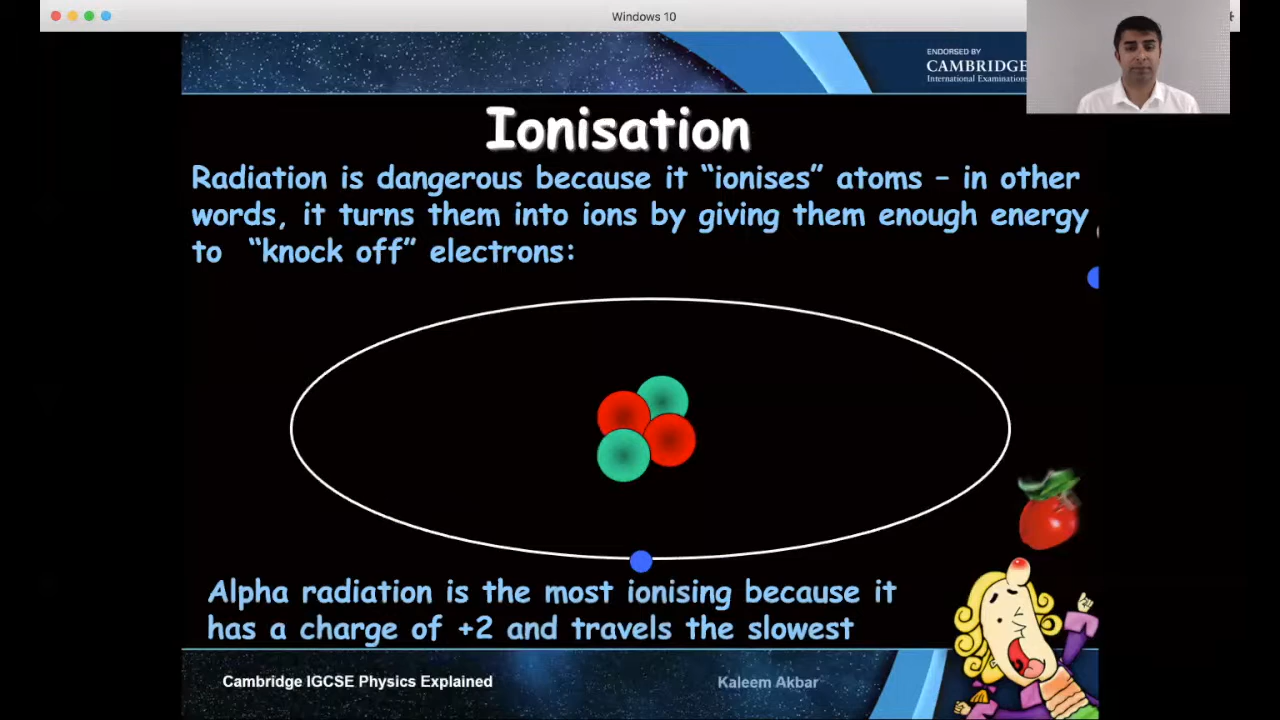 Windows 10
ENDORSED BY
CAMBRIDGE
International Examinations
Ionisation
Radiation is dangerous because it “ionises” atoms – in other
words, it turns them into ions by giving them enough energy
to “knock off” electrons:
Alpha radiation is the most ionising because it
has a charge of +2 and travels the slowest
Cambridge IGCSE Physics Explained
Kaleem Akbar